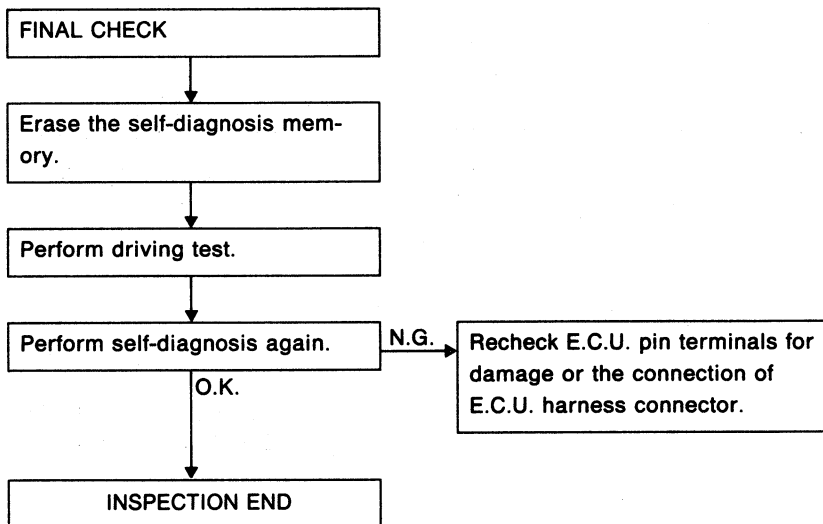 FINAL CHECK
Erase the self-diagnosis mem-
ory.
Perform driving test.
Perform self-diagnosis again.
N.G.
Recheck E.C.U. pin terminals for
damage or the connection of
E.C.U. harness connector.
O.K.
INSPECTION END